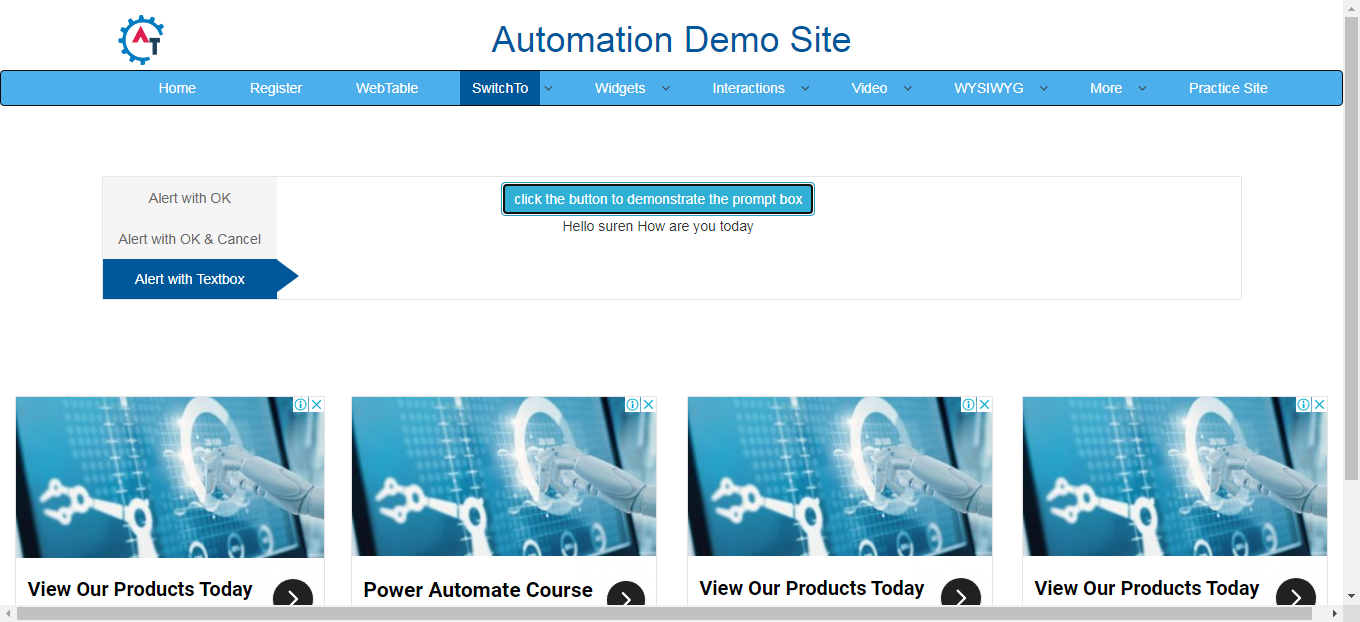 AT
Automation Demo Site
Home Register WebTable SwitchTo Widgets Interactions Video WYSIWYG More Practice Site
Alert with OK
Alert with OK & Cancel
Alert with Textbox
click the button to demonstrate the prompt box
Hello suren How are you today
View Our Products Today
Power Automate Course
View Our Products Today
View Our Products Today